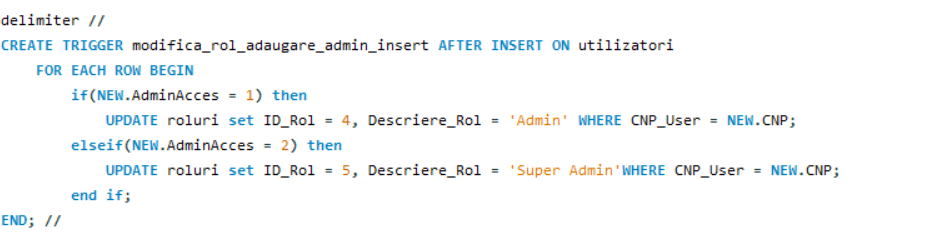 delimiter //
CREATE TRIGGER modifica_rol_adaugare_admin_insert AFTER INSERT ON utilizatori
FOR EACH ROW BEGIN
if(NEW.AdminAcces = 1) then
UPDATE roluri set ID_Rol = 4, Descriere_Rol = 'Admin' WHERE CNP_User = NEW.CNP;
elseif(NEW.AdminAcces = 2) then
UPDATE roluri set ID_Rol = 5, Descriere_Rol = 'Super Admin'WHERE CNP_User = NEW.CNP;
end if;
END; //